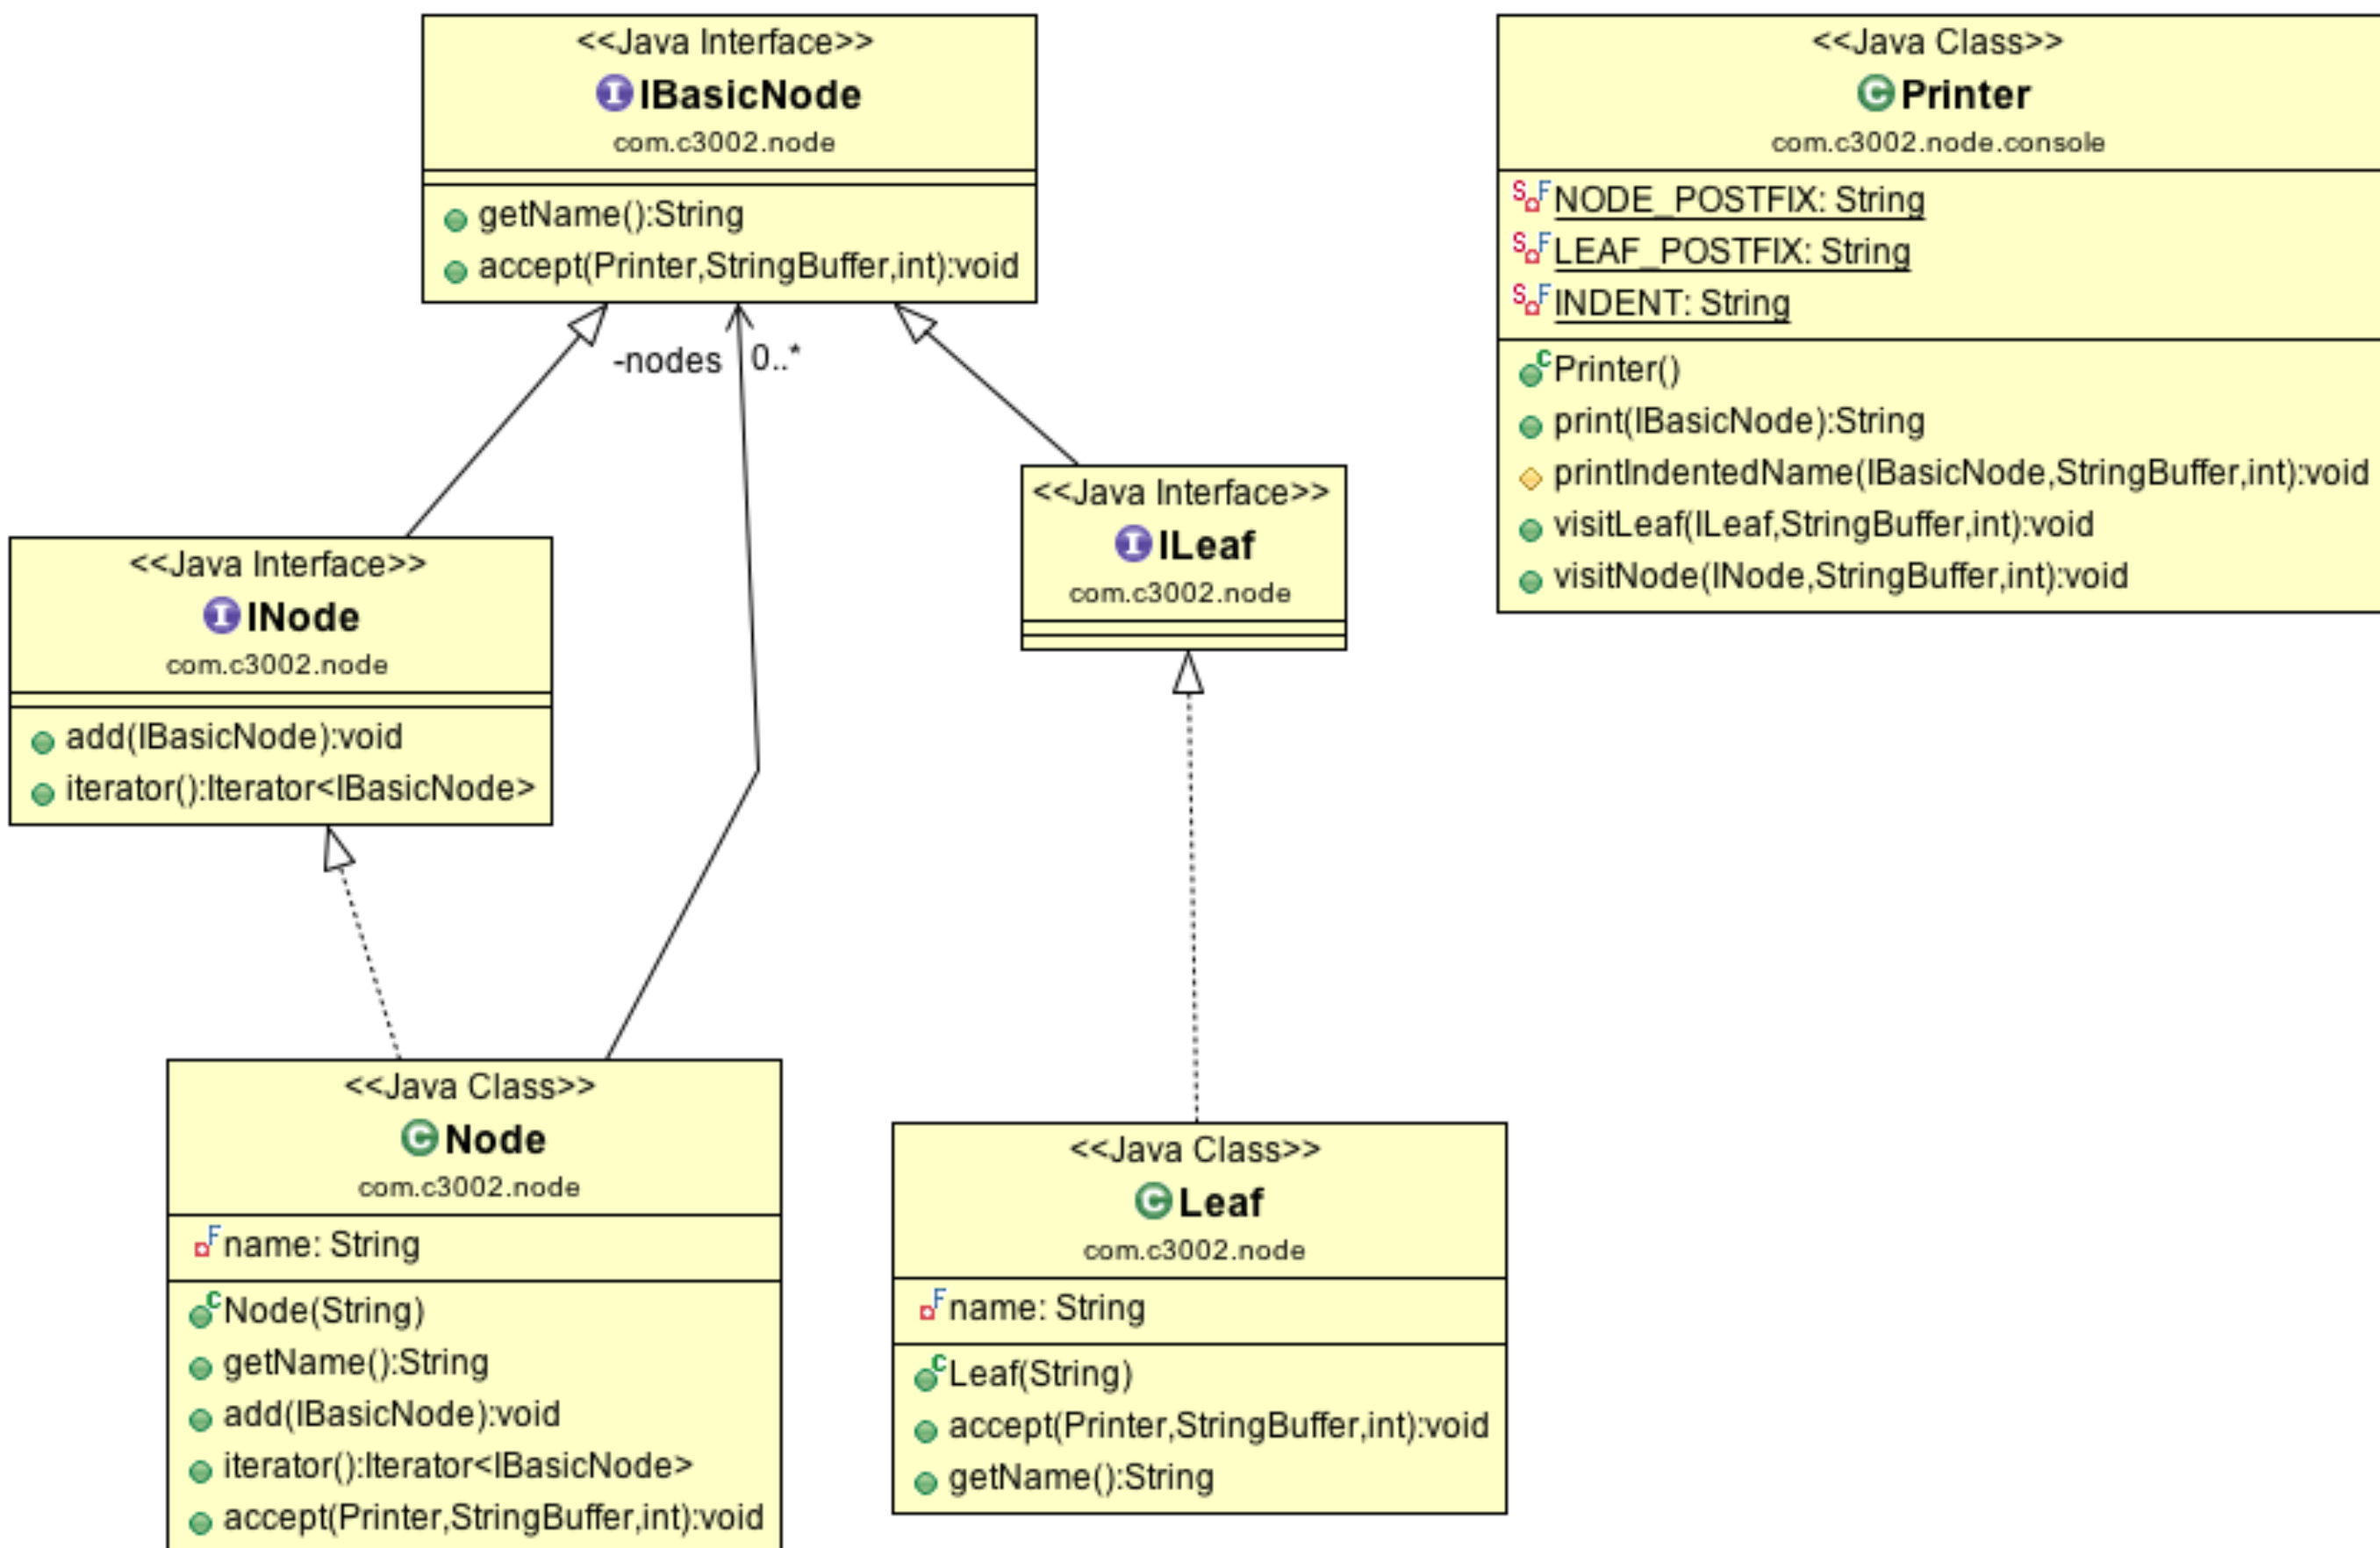 <<Java Interface>>
IBasicNode
com.c3002.node
getName():String
accept(Printer,StringBuffer,int):void
<<Java Class>>
Printer
com.c3002.node.console
NODE_POSTFIX: String
LEAF_POSTFIX: String
INDENT: String
Printer()
print(IBasicNode):String
printIndentedName(IBasicNode,StringBuffer,int):void
visitLeaf(ILeaf,StringBuffer,int):void
visitNode(INode,StringBuffer,int):void
-nodes 0..*
<<Java Interface>>
INode
com.c3002.node
add(IBasicNode):void
iterator():Iterator<IBasicNode>
<<Java Interface>>
ILeaf
com.c3002.node
<<Java Class>>
Node
com.c3002.node
name: String
Node(String)
getName():String
add(IBasicNode):void
iterator():Iterator<IBasicNode>
accept(Printer,StringBuffer,int):void
<<Java Class>>
Leaf
com.c3002.node
name: String
Leaf(String)
accept(Printer,StringBuffer,int):void
getName():String